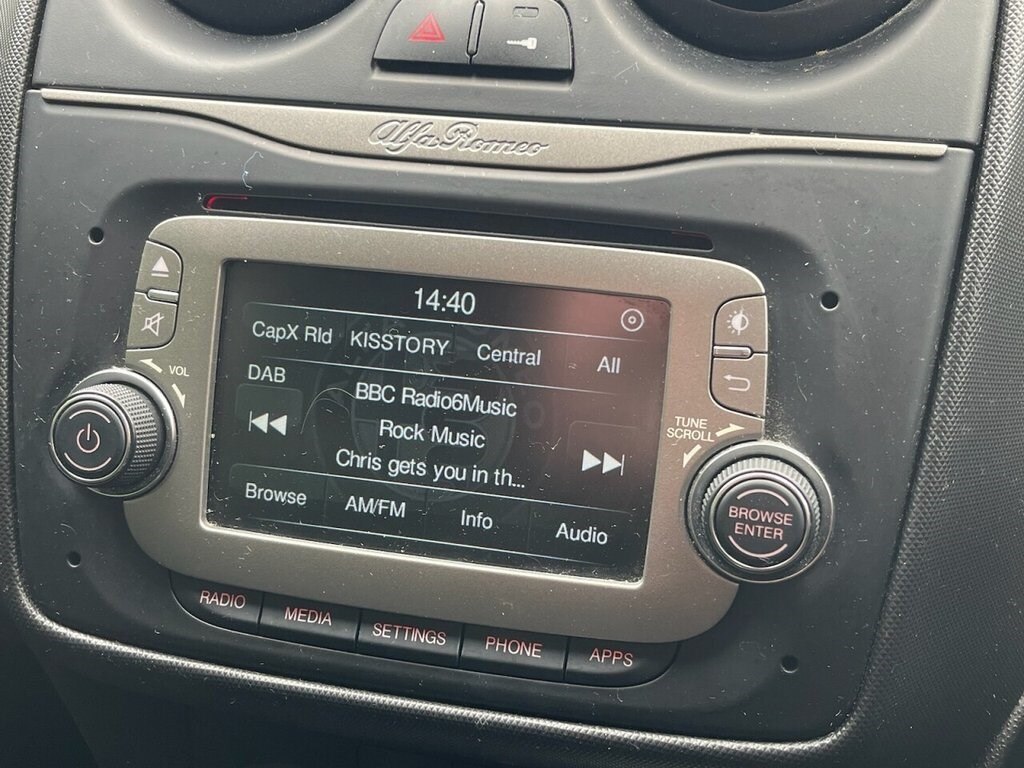 Alfa Romeo
14:40
CapX Rld KISSTORY Central All
DAB
BBC Radio6Music
Rock Music
Chris gets you in th...
Browse AM/FM Info Audio
VOL
TUNE
SCROLL
BROWSE
ENTER
RADIO MEDIA SETTINGS PHONE APPS